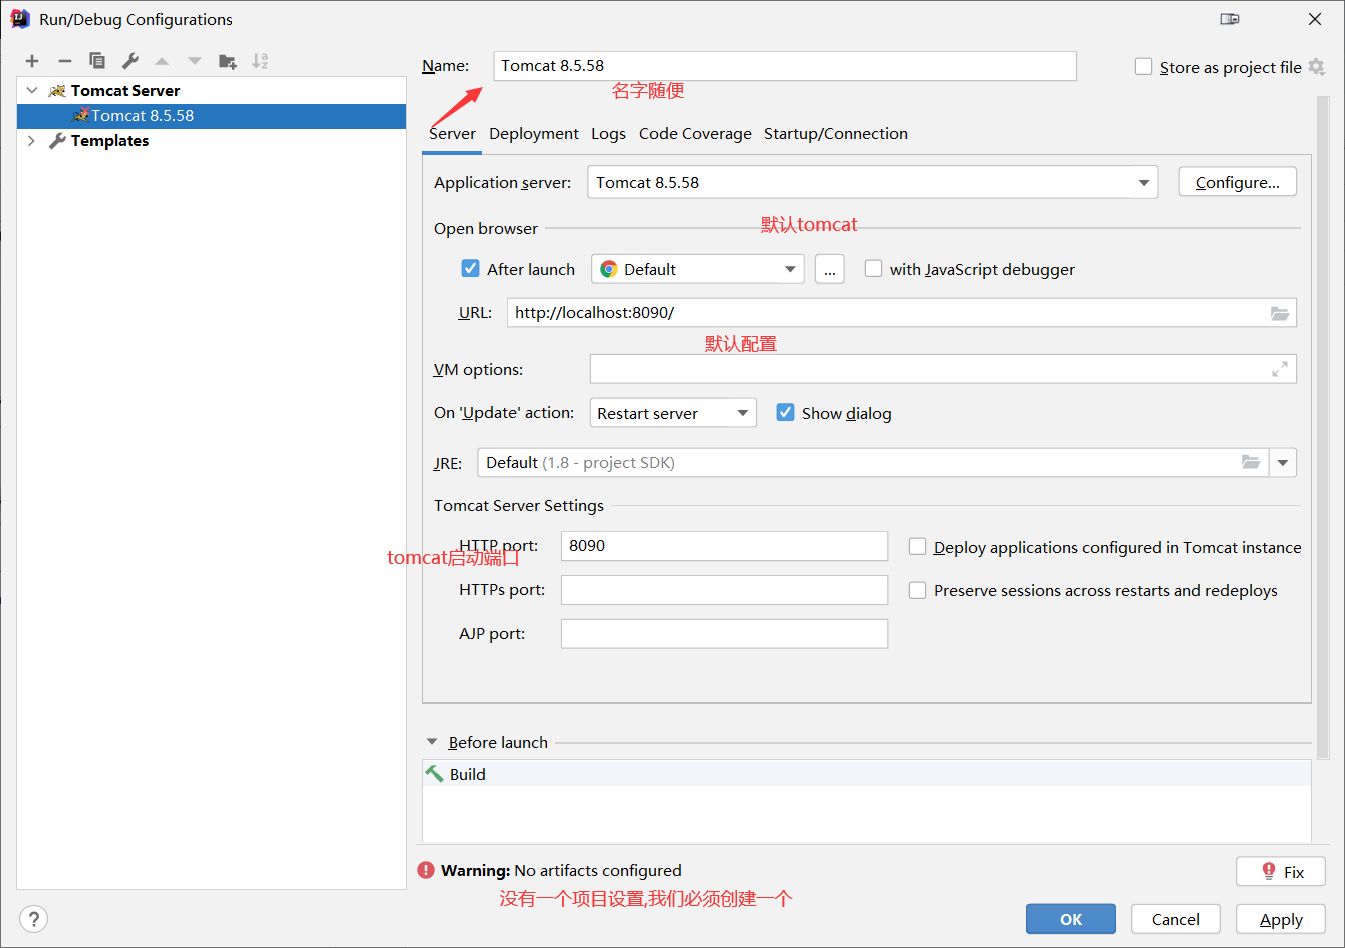 Run/Debug Configurations
Tomcat Server
Tomcat 8.5.58
Templates
Name: Tomcat 8.5.58
Store as project file
名字随便
Server Deployment Logs Code Coverage Startup/Connection
Application server: Tomcat 8.5.58 Configure...
默认tomcat
Open browser
After launch Default ... with JavaScript debugger
URL: http://localhost:8090/
默认配置
VM options:
On 'Update' action: Restart server Show dialog
JRE: Default (1.8 - project SDK)
Tomcat Server Settings
HTTP port: 8090 Deploy applications configured in Tomcat instance
tomcat启动端口
HTTPs port: Preserve sessions across restarts and redeploys
AJP port:
Before launch
Build
Warning: No artifacts configured Fix
没有一个项目设置,我们必须创建一个
? OK Cancel Apply